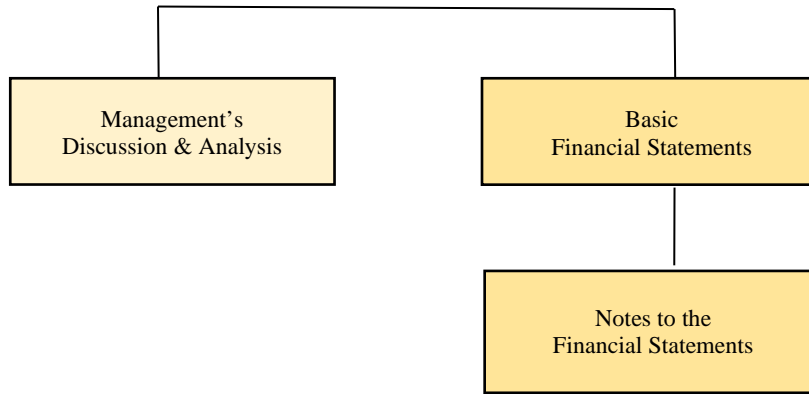 Management’s
Discussion & Analysis
Basic
Financial Statements
Notes to the
Financial Statements